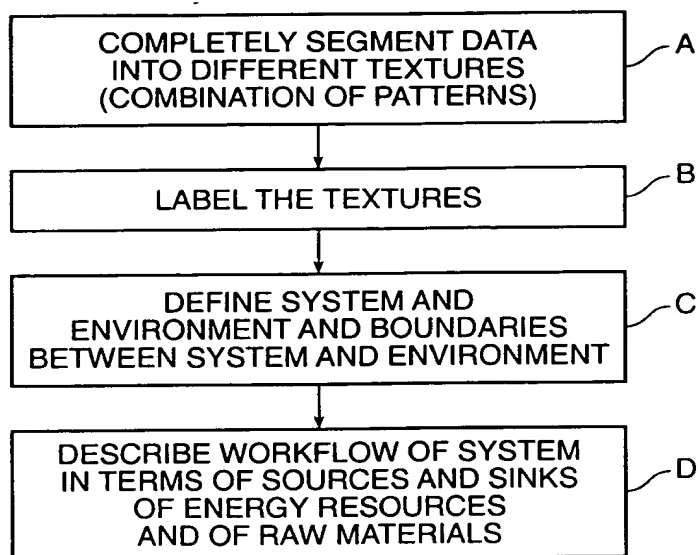 COMPLETELY SEGMENT DATA
INTO DIFFERENT TEXTURES
(COMBINATION OF PATTERNS)
A
LABEL THE TEXTURES
B
DEFINE SYSTEM AND
ENVIRONMENT AND BOUNDARIES
BETWEEN SYSTEM AND ENVIRONMENT
C
DESCRIBE WORKFLOW OF SYSTEM
IN TERMS OF SOURCES AND SINKS
OF ENERGY RESOURCES
AND OF RAW MATERIALS
D